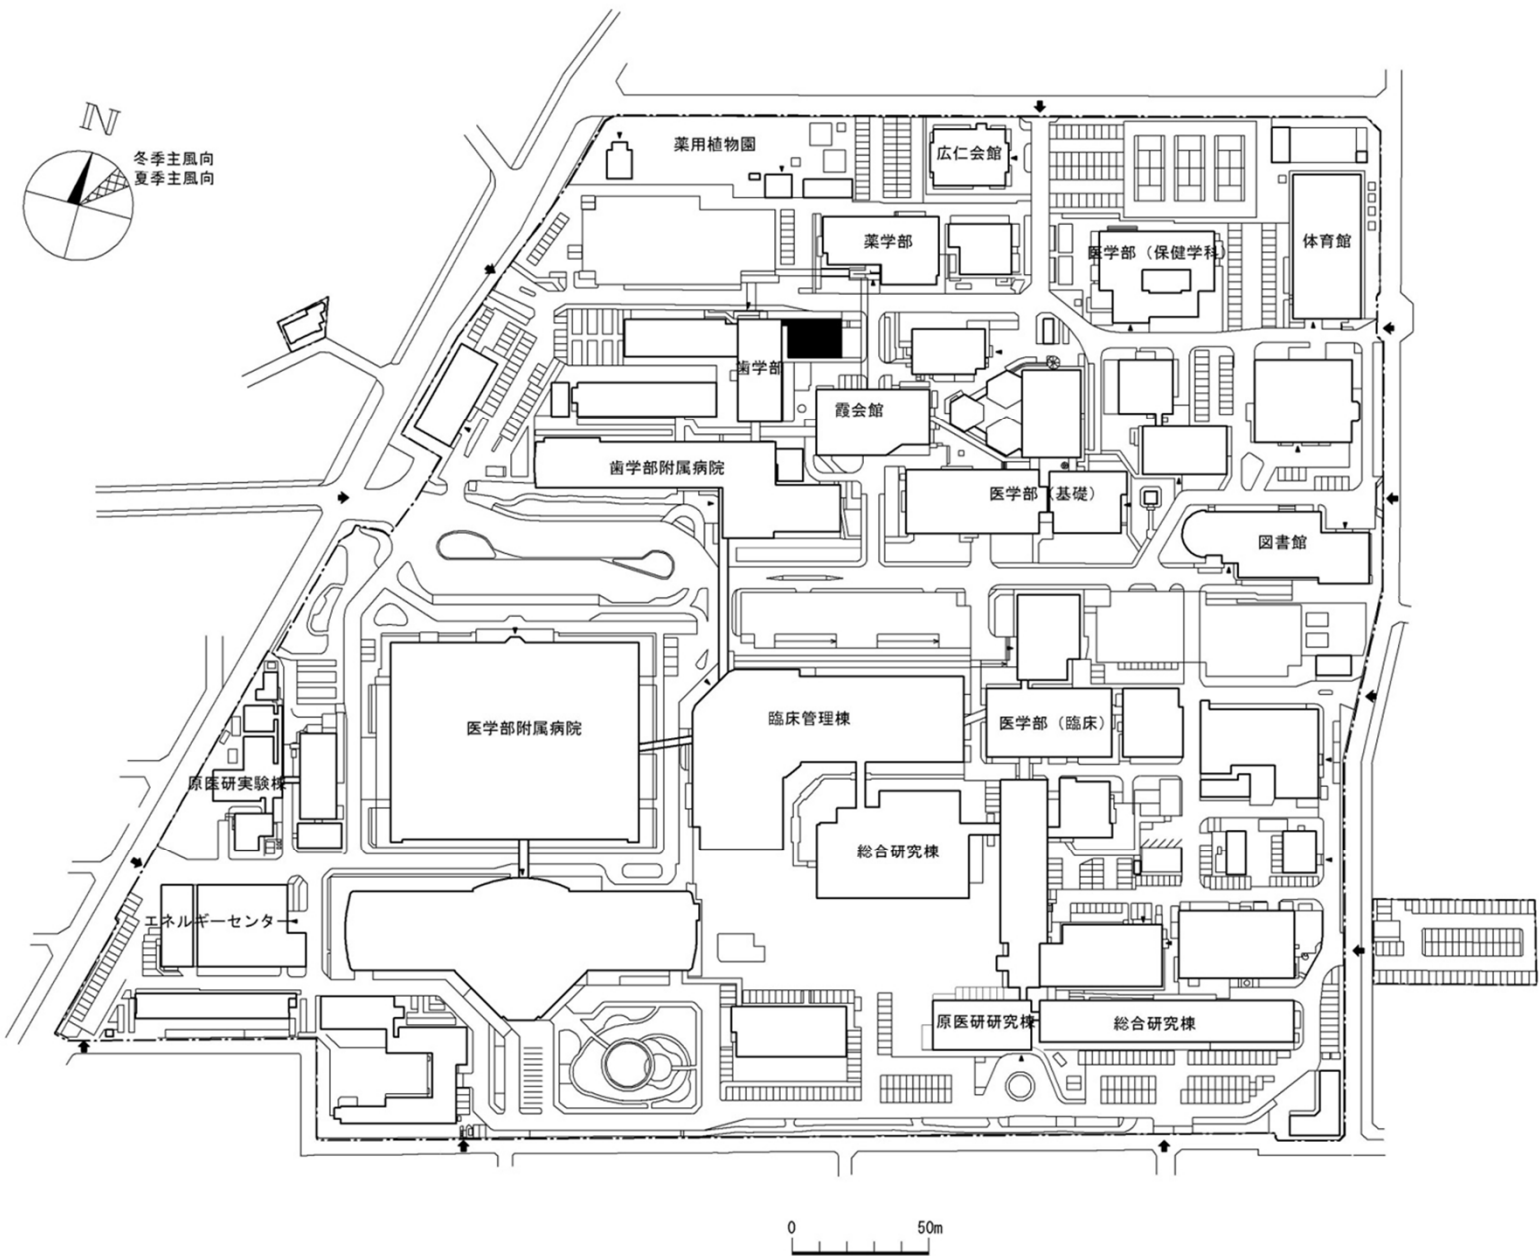 N
冬季主風向
夏季主風向
薬用植物園
広仁会館
薬学部
医学部（保健学科）
体育館
歯学部
霞会館
歯学部附属病院
医学部（基礎）
図書館
医学部附属病院
臨床管理棟
医学部（臨床）
原医研実験棟
総合研究棟
エネルギーセンター
原医研研究棟
総合研究棟
0 50m